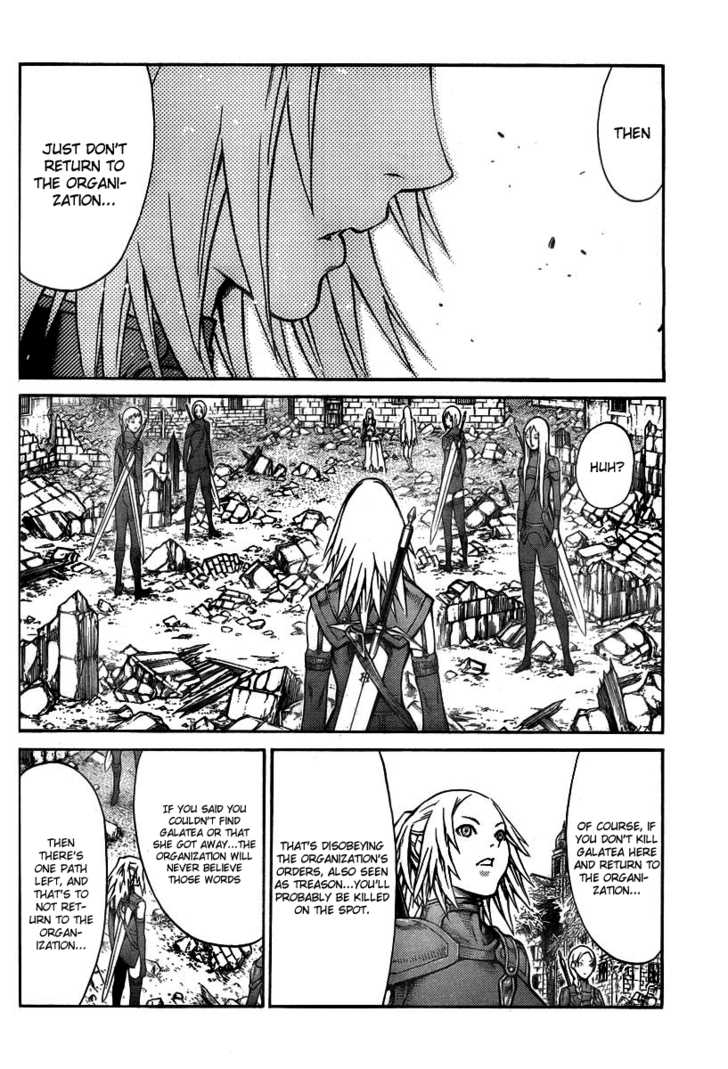 THEN
JUST DON'T
RETURN TO
THE ORGANI-
ZATION...
HUH?
OF COURSE, IF
YOU DON'T KILL
GALATEA HERE
AND RETURN TO
THE ORGANI-
ZATION...
THAT'S DISOBEYING
THE ORGANIZATION'S
ORDERS, ALSO SEEN
AS TREASON...YOU'LL
PROBABLY BE KILLED
ON THE SPOT.
IF YOU SAID YOU
COULDN'T FIND
GALATEA OR THAT
SHE GOT AWAY...THE
ORGANIZATION WILL
NEVER BELIEVE
THOSE WORDS
THEN
THERE'S
ONE PATH
LEFT, AND
THAT'S TO
NOT RET-
URN TO THE
ORGAN-
IZATION...